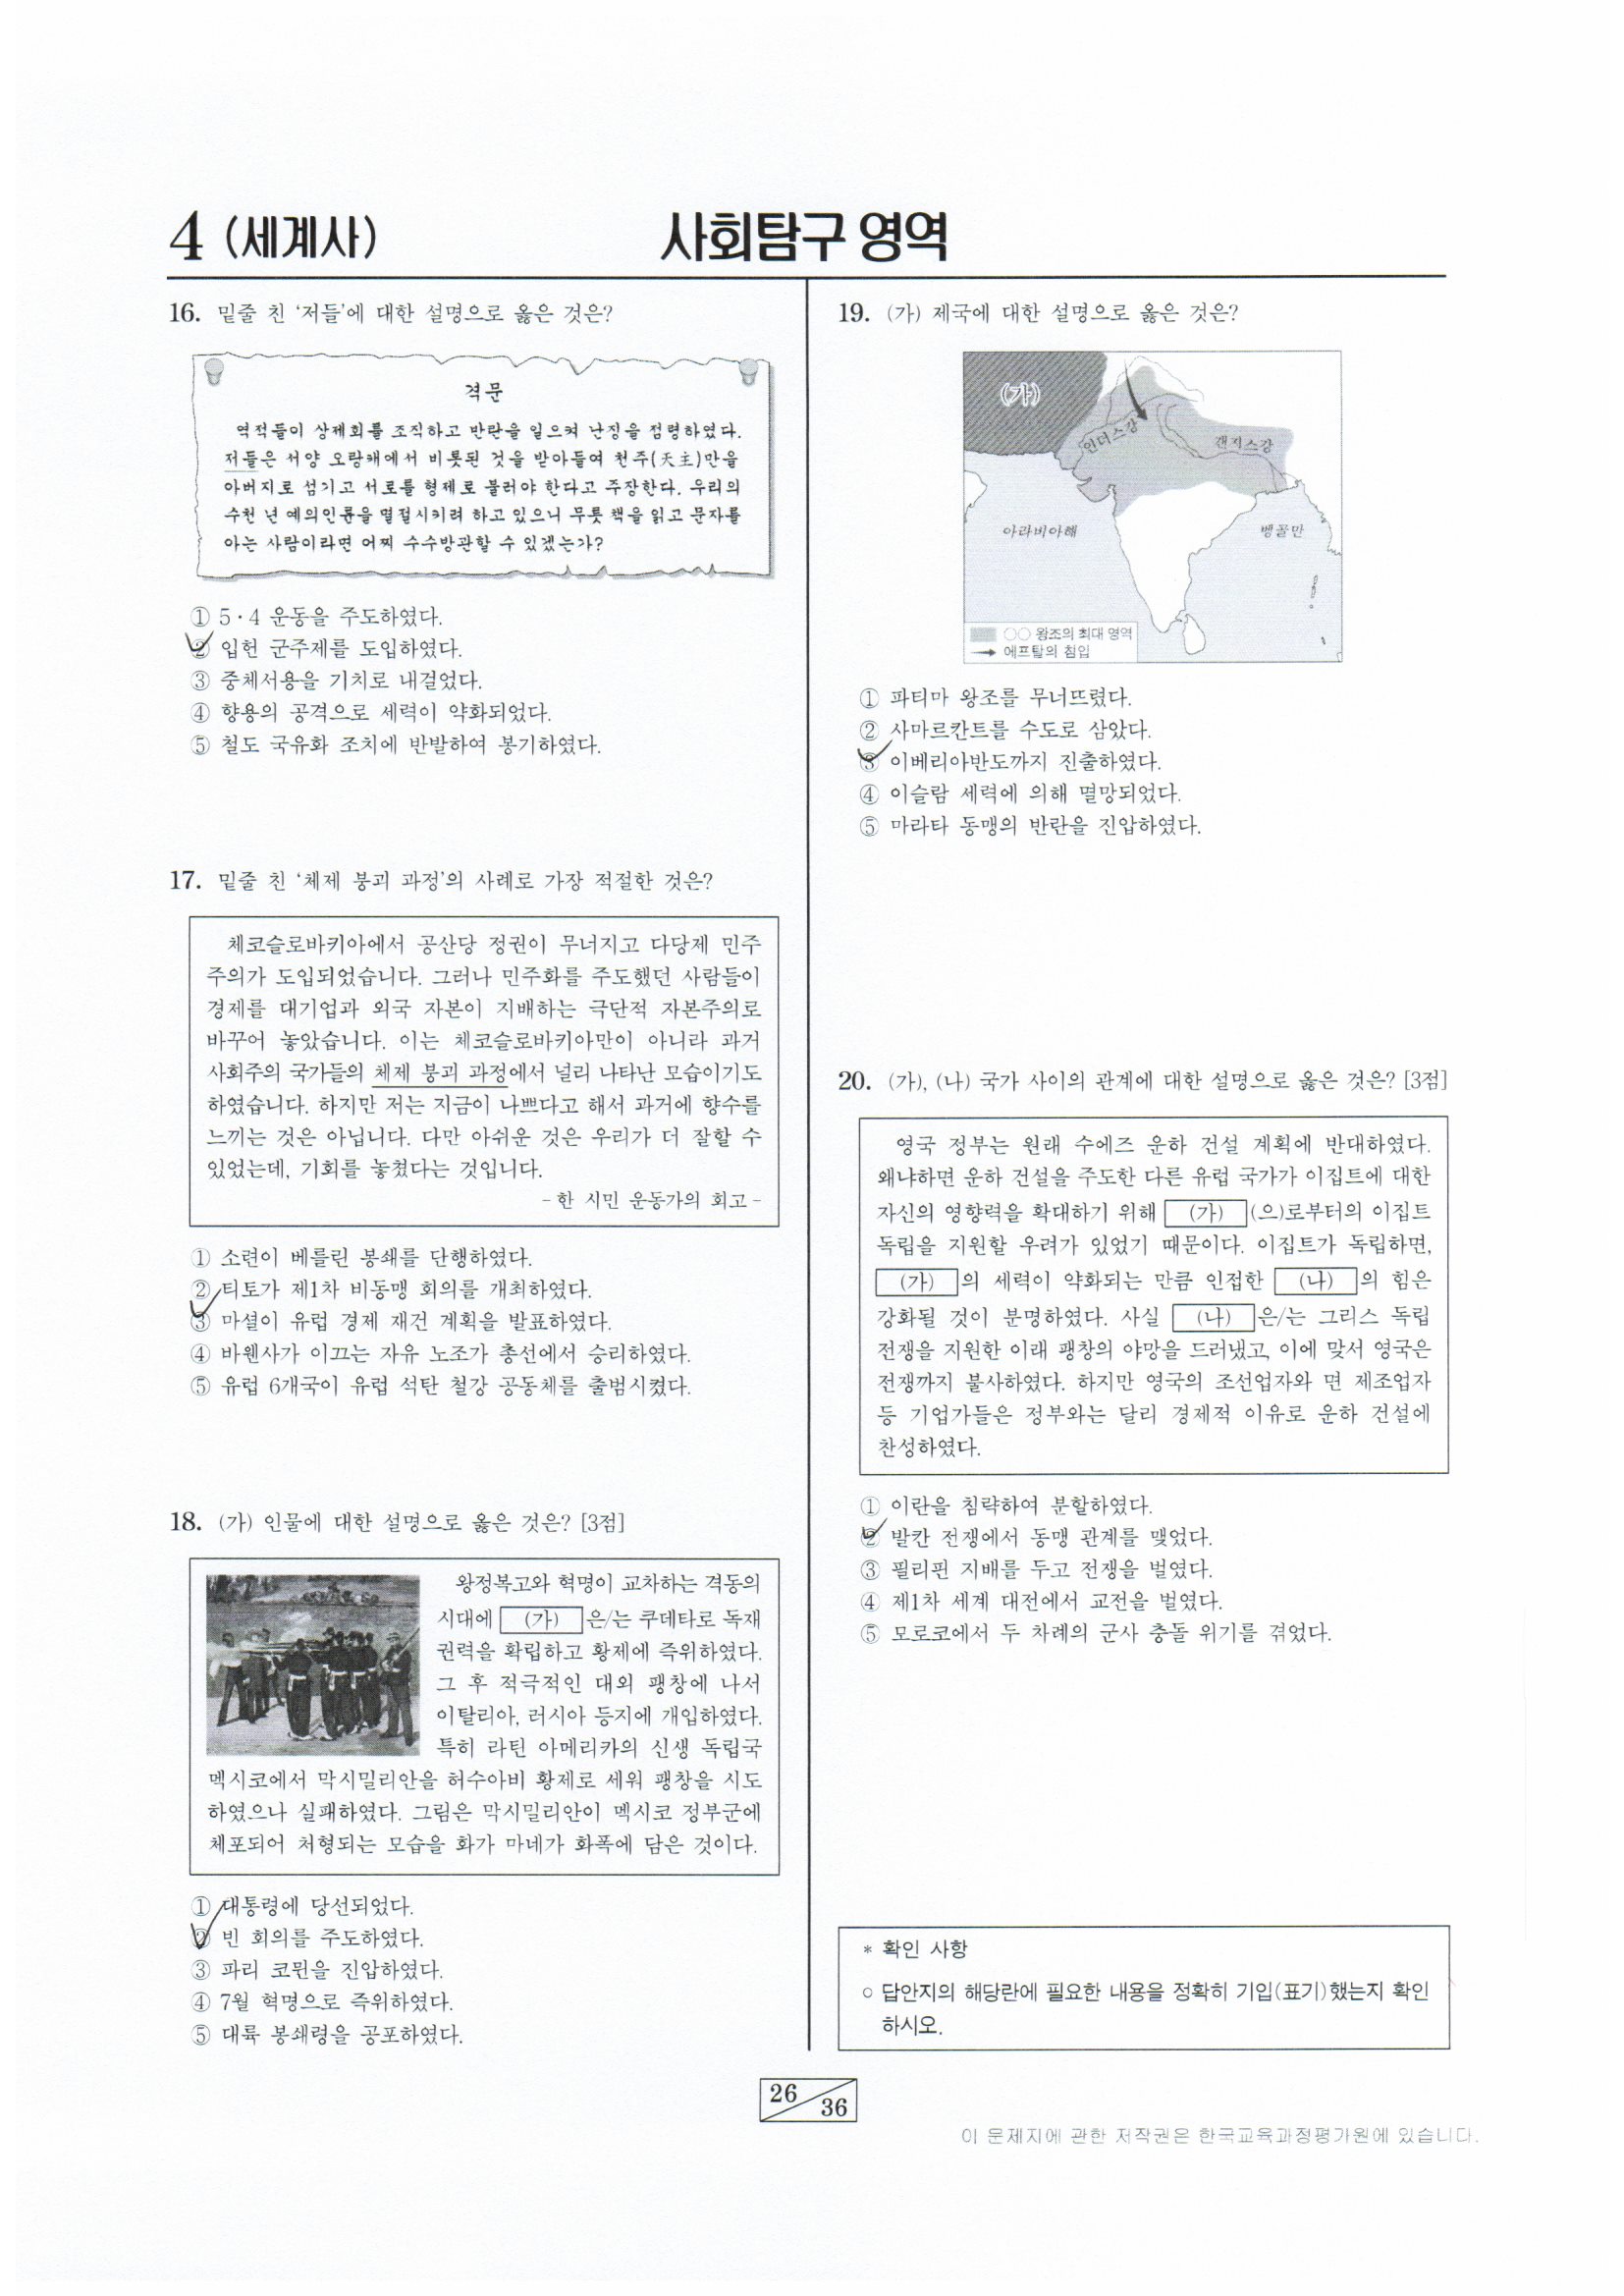 4 (세계사)
사회탐구 영역
16. 밑줄 친 ‘저들’에 대한 설명으로 옳은 것은?
격문
역적들이 상제회를 조직하고 반란을 일으켜 난징을 점령하였다.
저들은 서양 오랑캐에서 비롯된 것을 받아들여 천주(天主)만을
아버지로 섬기고 서로를 형제로 불러야 한다고 주장한다. 우리의
수천 년 예의인륜을 멸절시키려 하고 있으니 무릇 책을 읽고 문자를
아는 사람이라면 어찌 수수방관할 수 있겠는가?
① 5·4 운동을 주도하였다.
② 입헌 군주제를 도입하였다.
③ 중체서용을 기치로 내걸었다.
④ 향용의 공격으로 세력이 약화되었다.
⑤ 철도 국유화 조치에 반발하여 봉기하였다.
17. 밑줄 친 ‘체제 붕괴 과정’의 사례로 가장 적절한 것은?
체코슬로바키아에서 공산당 정권이 무너지고 다당제 민주
주의가 도입되었습니다. 그러나 민주화를 주도했던 사람들이
경제를 대기업과 외국 자본이 지배하는 극단적 자본주의로
바꾸어 놓았습니다. 이는 체코슬로바키아만이 아니라 과거
사회주의 국가들의 체제 붕괴 과정에서 널리 나타난 모습이기도
하였습니다. 하지만 저는 지금이 나쁘다고 해서 과거에 향수를
느끼는 것은 아닙니다. 다만 아쉬운 것은 우리가 더 잘할 수
있었는데, 기회를 놓쳤다는 것입니다.
- 한 시민 운동가의 회고 -
① 소련이 베를린 봉쇄를 단행하였다.
② 티토가 제1차 비동맹 회의를 개최하였다.
③ 마셜이 유럽 경제 재건 계획을 발표하였다.
④ 바웬사가 이끄는 자유 노조가 총선에서 승리하였다.
⑤ 유럽 6개국이 유럽 석탄 철강 공동체를 출범시켰다.
18. (가) 인물에 대한 설명으로 옳은 것은? [3점]
왕정복고와 혁명이 교차하는 격동의
시대에 (가) 은/는 쿠데타로 독재
권력을 확립하고 황제에 즉위하였다.
그 후 적극적인 대외 팽창에 나서
이탈리아, 러시아 등지에 개입하였다.
특히 라틴 아메리카의 신생 독립국
멕시코에서 막시밀리안을 허수아비 황제로 세워 팽창을 시도
하였으나 실패하였다. 그림은 막시밀리안이 멕시코 정부군에
체포되어 처형되는 모습을 화가 마네가 화폭에 담은 것이다.
① 대통령에 당선되었다.
② 빈 회의를 주도하였다.
③ 파리 코뮌을 진압하였다.
④ 7월 혁명으로 즉위하였다.
⑤ 대륙 봉쇄령을 공포하였다.
19. (가) 제국에 대한 설명으로 옳은 것은?
(가)
인더스강
갠지스강
아라비아해
벵골만
○○ 왕조의 최대 영역
에프탈의 침입
① 파티마 왕조를 무너뜨렸다.
② 사마르칸트를 수도로 삼았다.
③ 이베리아반도까지 진출하였다.
④ 이슬람 세력에 의해 멸망되었다.
⑤ 마라타 동맹의 반란을 진압하였다.
20. (가), (나) 국가 사이의 관계에 대한 설명으로 옳은 것은? [3점]
영국 정부는 원래 수에즈 운하 건설 계획에 반대하였다.
왜냐하면 운하 건설을 주도한 다른 유럽 국가가 이집트에 대한
자신의 영향력을 확대하기 위해 (가) (으)로부터의 이집트
독립을 지원할 우려가 있었기 때문이다. 이집트가 독립하면,
(가) 의 세력이 약화되는 만큼 인접한 (나) 의 힘은
강화될 것이 분명하였다. 사실 (나) 은/는 그리스 독립
전쟁을 지원한 이래 팽창의 야망을 드러냈고, 이에 맞서 영국은
전쟁까지 불사하였다. 하지만 영국의 조선업자와 면 제조업자
등 기업가들은 정부와는 달리 경제적 이유로 운하 건설에
찬성하였다.
① 이란을 침략하여 분할하였다.
② 발칸 전쟁에서 동맹 관계를 맺었다.
③ 필리핀 지배를 두고 전쟁을 벌였다.
④ 제1차 세계 대전에서 교전을 벌였다.
⑤ 모로코에서 두 차례의 군사 충돌 위기를 겪었다.
* 확인 사항
○ 답안지의 해당란에 필요한 내용을 정확히 기입(표기)했는지 확인
하시오.
26
36
이 문제지에 관한 저작권은 한국교육과정평가원에 있습니다.